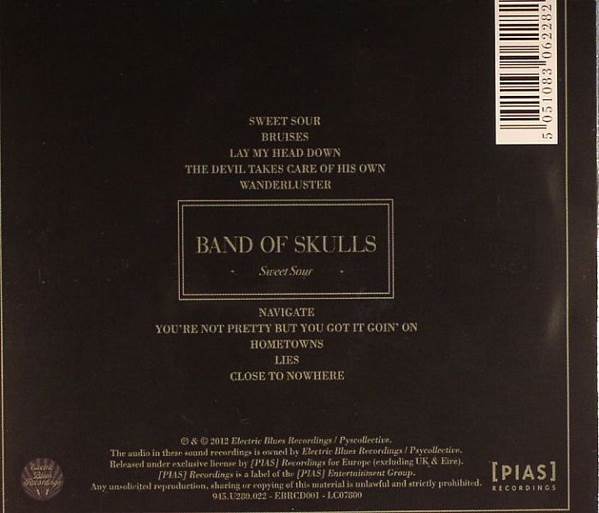 5 051083 062282
SWEET SOUR
BRUISES
LAY MY HEAD DOWN
THE DEVIL TAKES CARE OF HIS OWN
WANDERLUSTER
BAND OF SKULLS
Sweet Sour
NAVIGATE
YOU'RE NOT PRETTY BUT YOU GOT IT GOIN' ON
HOMETOWNS
LIES
CLOSE TO NOWHERE
℗ & © 2012 Electric Blues Recordings / Pyscollective.
The audio in these sound recordings is owned by Electric Blues Recordings / Psycollective.
Released under exclusive license by [PIAS] Recordings for Europe (excluding UK & Eire).
[PIAS] Recordings is a label of the [PIAS] Entertainment Group.
Any unsolicited reproduction, sharing or copying of this material is unlawful and strictly prohibited.
945.U280.022 - EBRCD001 - LC07800
Electric
Blues
Recordings
[PIAS]
RECORDINGS